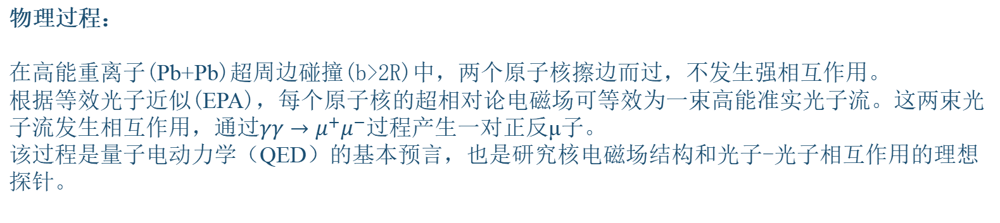 物理过程：
在高能重离子(Pb+Pb)超周边碰撞(b>2R)中，两个原子核擦边而过，不发生强相互作用。
根据等效光子近似(EPA)，每个原子核的超相对论电磁场可等效为一束高能准实光子流。这两束光
子流发生相互作用，通过γγ → μ⁺μ⁻过程产生一对正反μ子。
该过程是量子电动力学（QED）的基本预言，也是研究核电磁场结构和光子-光子相互作用的理想
探针。